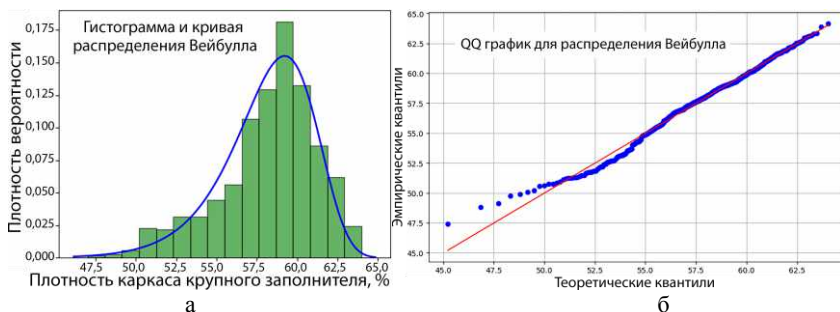 Гистограмма и кривая
распределения Вейбулла
Плотность вероятности
0,175
0,150
0,125
0,100
0,075
0,050
0,025
0,000
47,5 50,0 52,5 55,0 57,5 60,0 62,5 65,0
Плотность каркаса крупного заполнителя, %
а
QQ график для распределения Вейбулла
Эмпирические квантили
65.0
62.5
60.0
57.5
55.0
52.5
50.0
47.5
45.0
45.0 47.5 50.0 52.5 55.0 57.5 60.0 62.5
Теоретические квантили
б